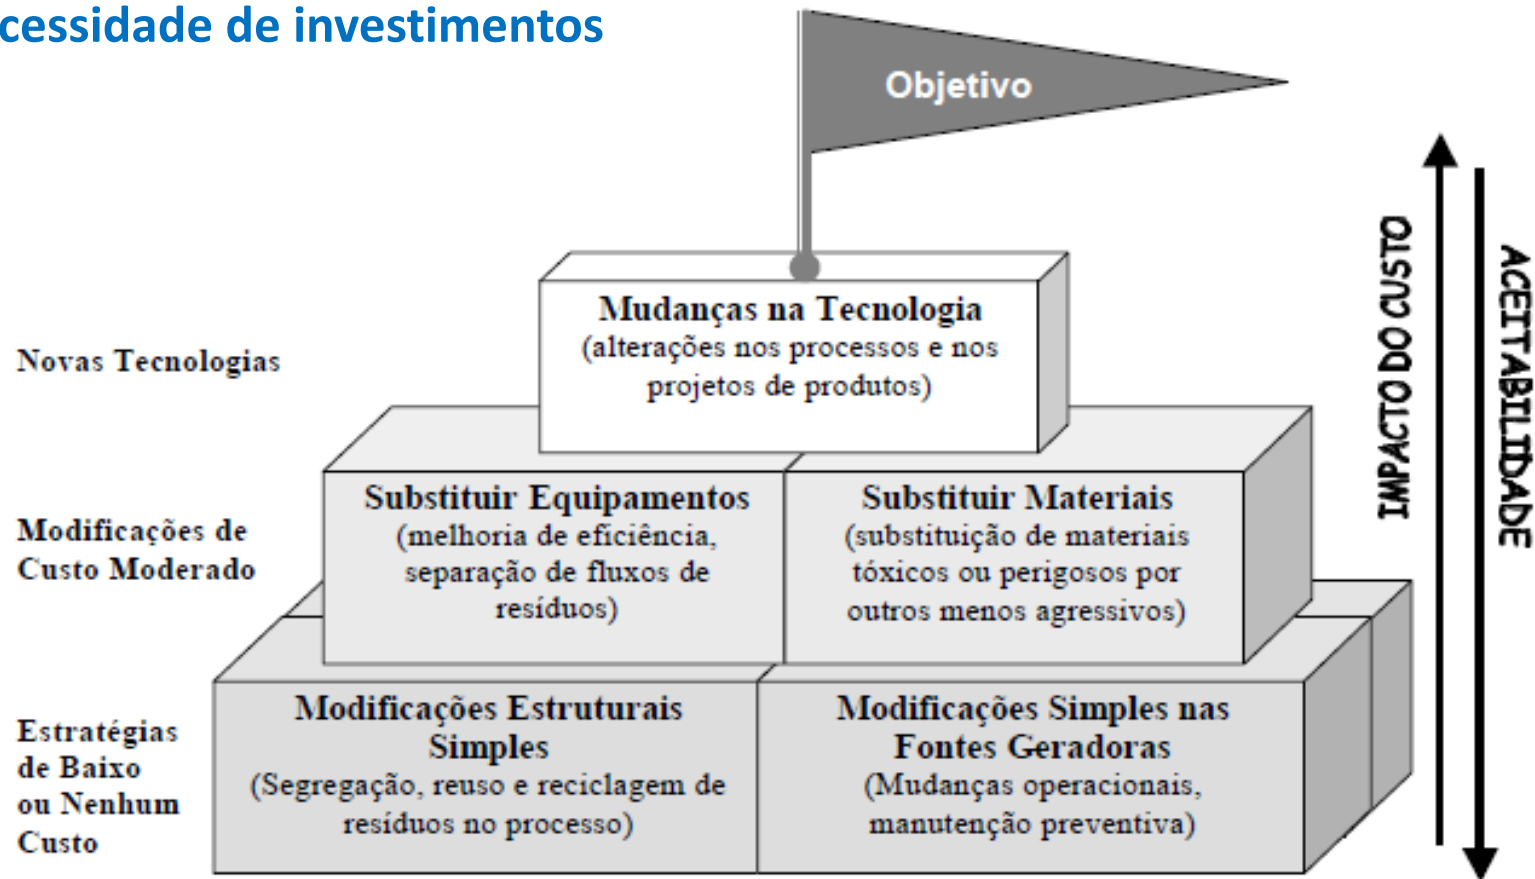 cessidade de investimentos
Objetivo
Mudanças na Tecnologia
(alterações nos processos e nos
projetos de produtos)
Novas Tecnologias
Substituir Equipamentos
(melhoria de eficiência,
separação de fluxos de
resíduos)
Substituir Materiais
(substituição de materiais
tóxicos ou perigosos por
outros menos agressivos)
Modificações de
Custo Moderado
Modificações Estruturais
Simples
(Segregação, reuso e reciclagem de
resíduos no processo)
Modificações Simples nas
Fontes Geradoras
(Mudanças operacionais,
manutenção preventiva)
Estratégias
de Baixo
ou Nenhum
Custo
IMPACTO DO CUSTO
ACEITABILIDADE